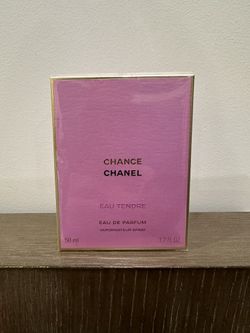 CHANCE
CHANEL
EAU TENDRE
EAU DE PARFUM
VAPORISATEUR SPRAY
50 ml 1.7 fl. oz